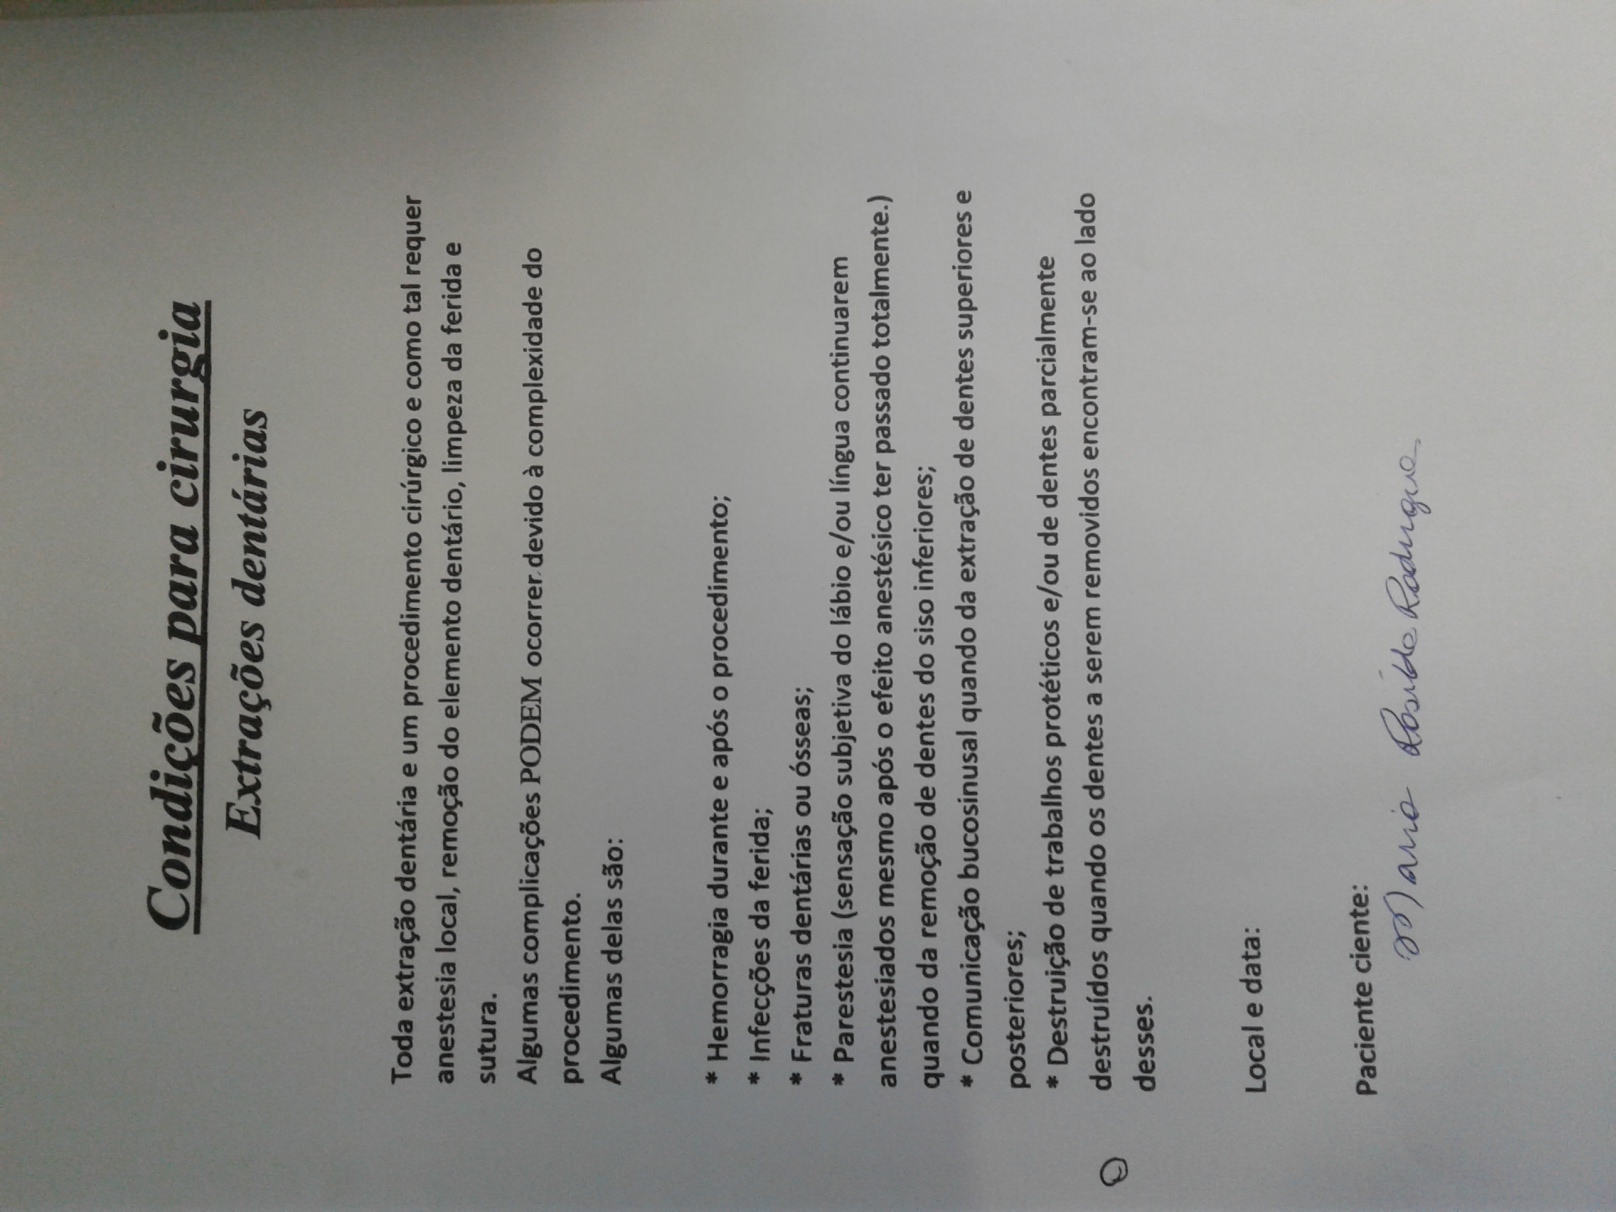 Condições para cirurgia
Extrações dentárias
Toda extração dentária e um procedimento cirúrgico e como tal requer
anestesia local, remoção do elemento dentário, limpeza da ferida e
sutura.
Algumas complicações PODEM ocorrer devido à complexidade do
procedimento.
Algumas delas são:
* Hemorragia durante e após o procedimento;
* Infecções da ferida;
* Fraturas dentárias ou ósseas;
* Parestesia (sensação subjetiva do lábio e/ou língua continuarem
anestesiados mesmo após o efeito anestésico ter passado totalmente.)
quando da remoção de dentes do siso inferiores;
* Comunicação bucosinusal quando da extração de dentes superiores e
posteriores;
* Destruição de trabalhos protéticos e/ou de dentes parcialmente
destruídos quando os dentes a serem removidos encontram-se ao lado
desses.
Local e data:
Paciente ciente:
Maria